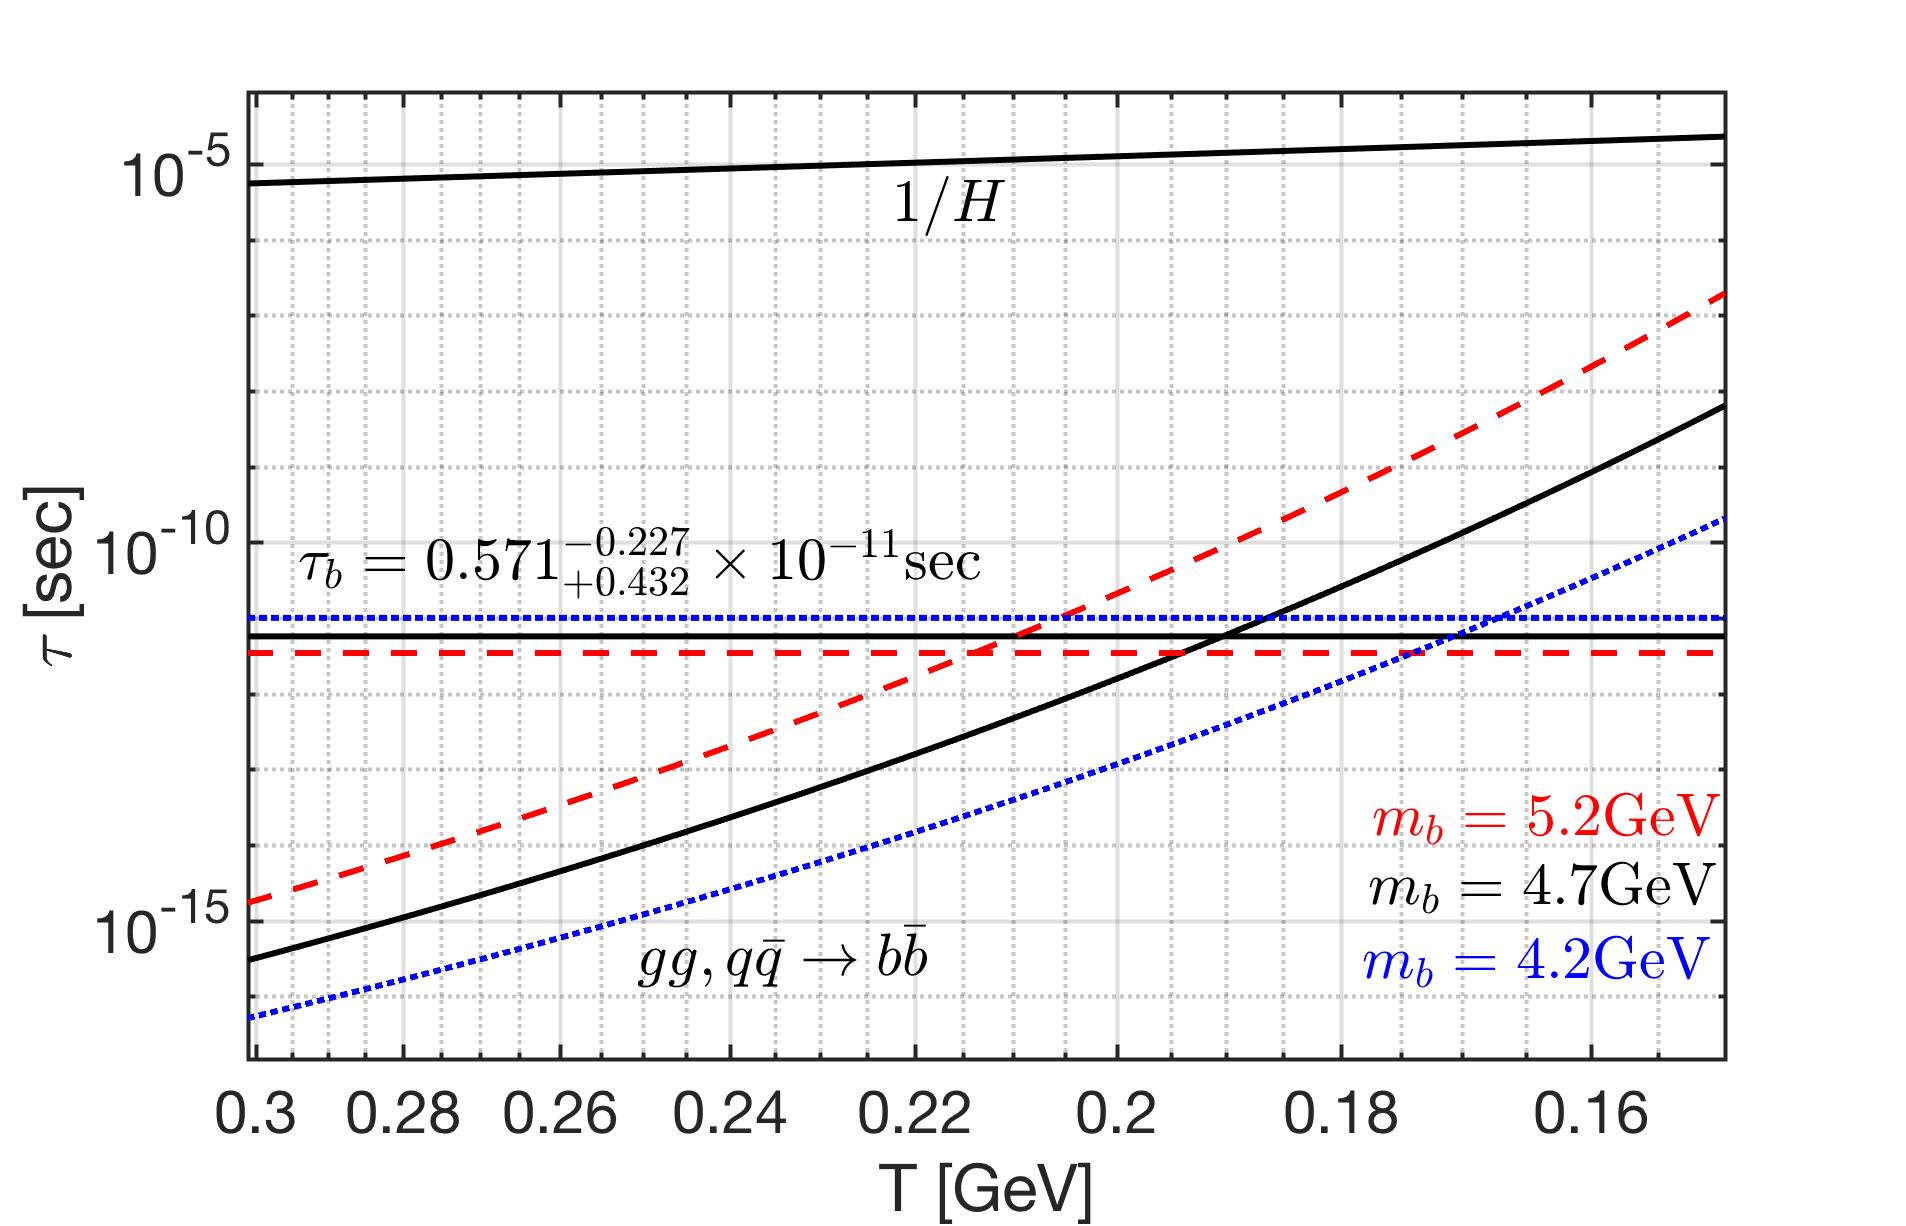 10^{-5}
1/H
τ [sec]
10^{-10}
τ_b = 0.571^{-0.227}_{+0.432} × 10^{-11}sec
m_b = 5.2GeV
m_b = 4.7GeV
10^{-15}
gg, qq̄ → bb̄
m_b = 4.2GeV
0.3 0.28 0.26 0.24 0.22 0.2 0.18 0.16
T [GeV]